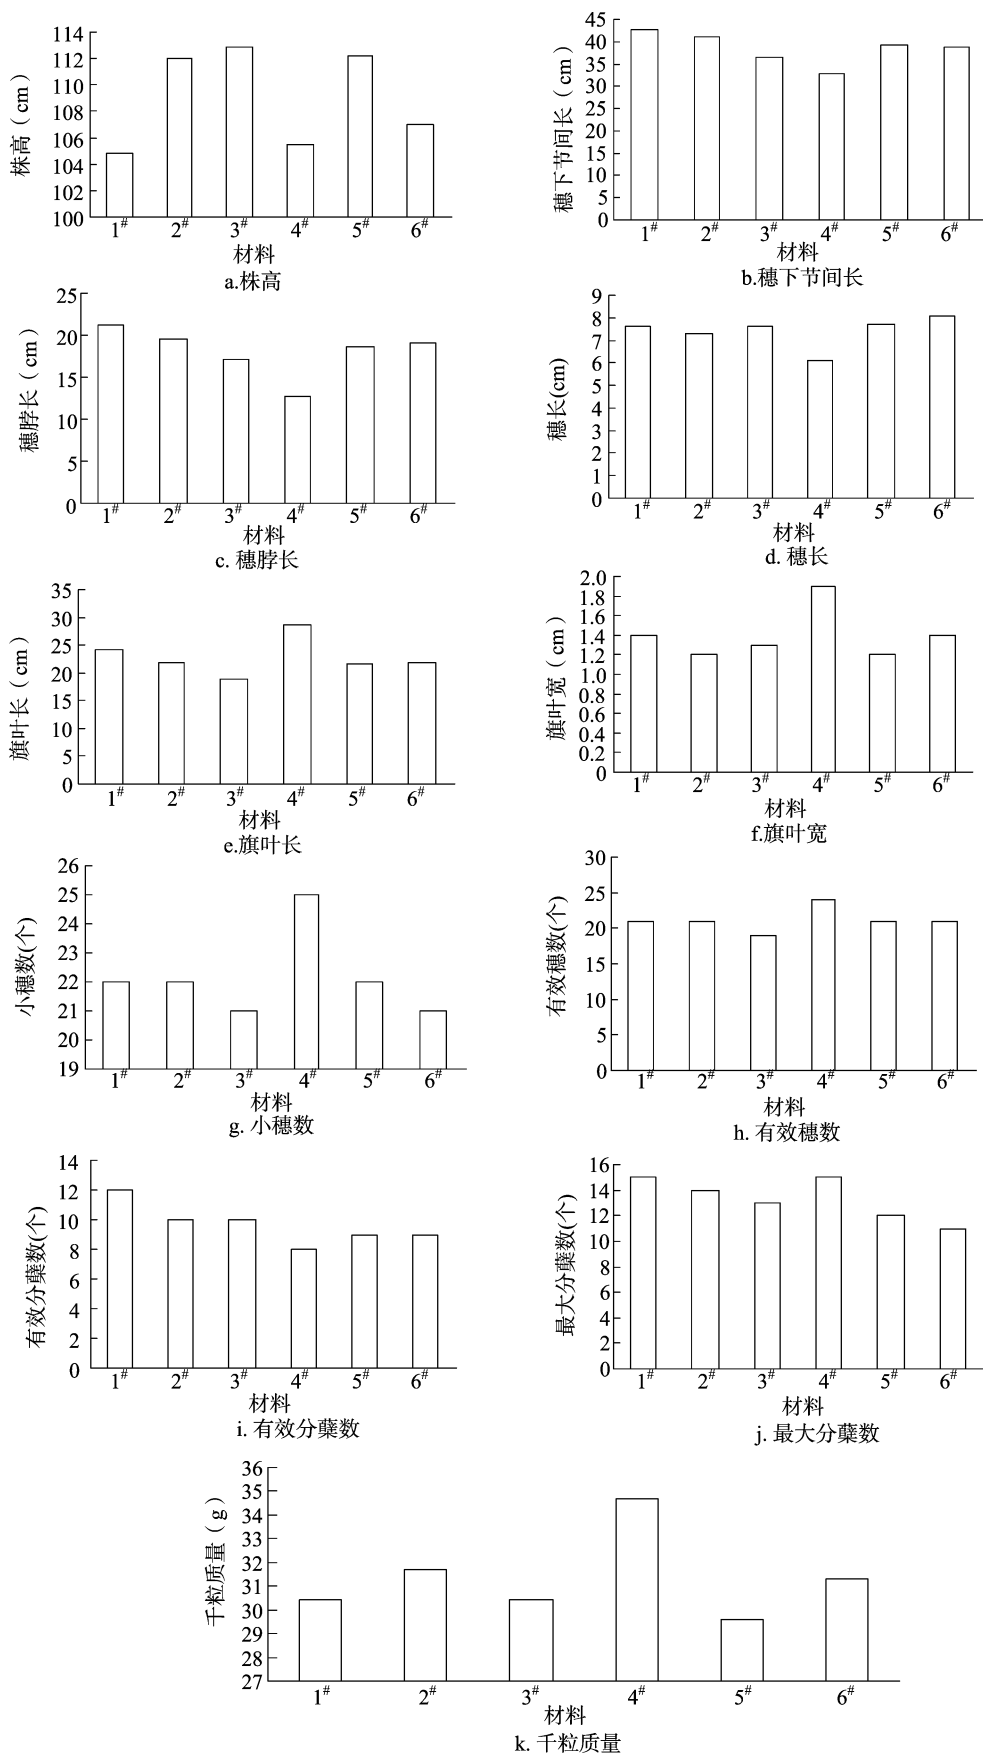 株高（cm）
114
112
110
108
106
104
102
100
1# 2# 3# 4# 5# 6#
材料
a.株高
穗下节间长（cm）
45
40
35
30
25
20
15
10
5
0
1# 2# 3# 4# 5# 6#
材料
b.穗下节间长
穗脖长（cm）
25
20
15
10
5
0
1# 2# 3# 4# 5# 6#
材料
c. 穗脖长
穗长(cm)
9
8
7
6
5
4
3
2
1
0
1# 2# 3# 4# 5# 6#
材料
d. 穗长
旗叶长（cm）
35
30
25
20
15
10
5
0
1# 2# 3# 4# 5# 6#
材料
e.旗叶长
旗叶宽（cm）
2.0
1.8
1.6
1.4
1.2
1.0
0.8
0.6
0.4
0.2
0
1# 2# 3# 4# 5# 6#
材料
f.旗叶宽
小穗数(个)
26
25
24
23
22
21
20
19
1# 2# 3# 4# 5# 6#
材料
g. 小穗数
有效穗数(个)
30
25
20
15
10
5
0
1# 2# 3# 4# 5# 6#
材料
h. 有效穗数
有效分蘖数(个)
14
12
10
8
6
4
2
0
1# 2# 3# 4# 5# 6#
材料
i. 有效分蘖数
最大分蘖数(个)
16
14
12
10
8
6
4
2
0
1# 2# 3# 4# 5# 6#
材料
j. 最大分蘖数
千粒质量（g）
36
35
34
33
32
31
30
29
28
27
1# 2# 3# 4# 5# 6#
材料
k. 千粒质量